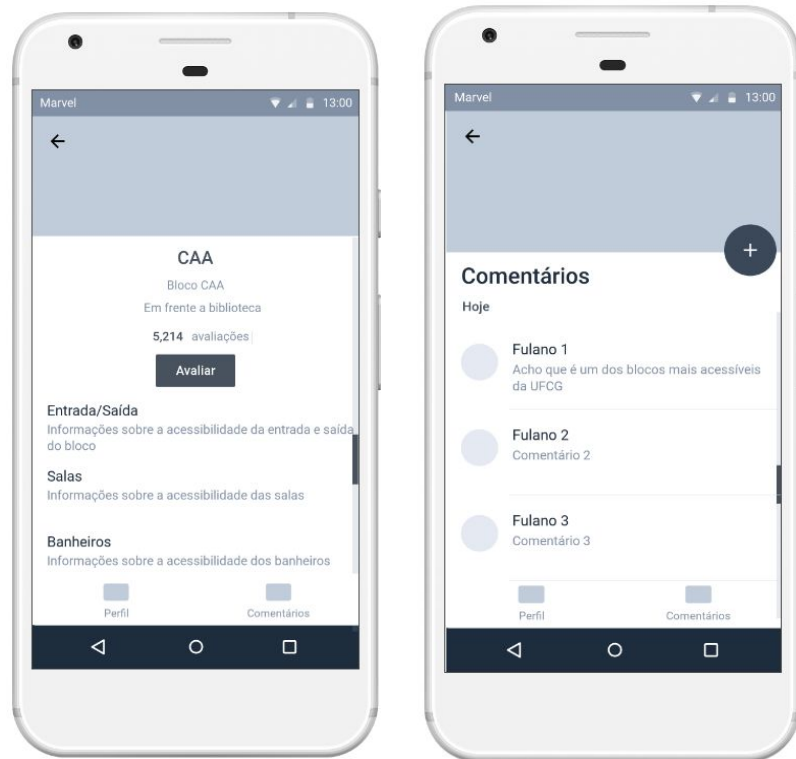 Marvel
13:00
CAA
Bloco CAA
Em frente a biblioteca
5,214 avaliações
Avaliar
Entrada/Saída
Informações sobre a acessibilidade da entrada e saída
do bloco
Salas
Informações sobre a acessibilidade das salas
Banheiros
Informações sobre a acessibilidade dos banheiros
Perfil
Comentários
Marvel
13:00
+
Comentários
Hoje
Fulano 1
Acho que é um dos blocos mais acessíveis
da UFCG
Fulano 2
Comentário 2
Fulano 3
Comentário 3
Perfil
Comentários